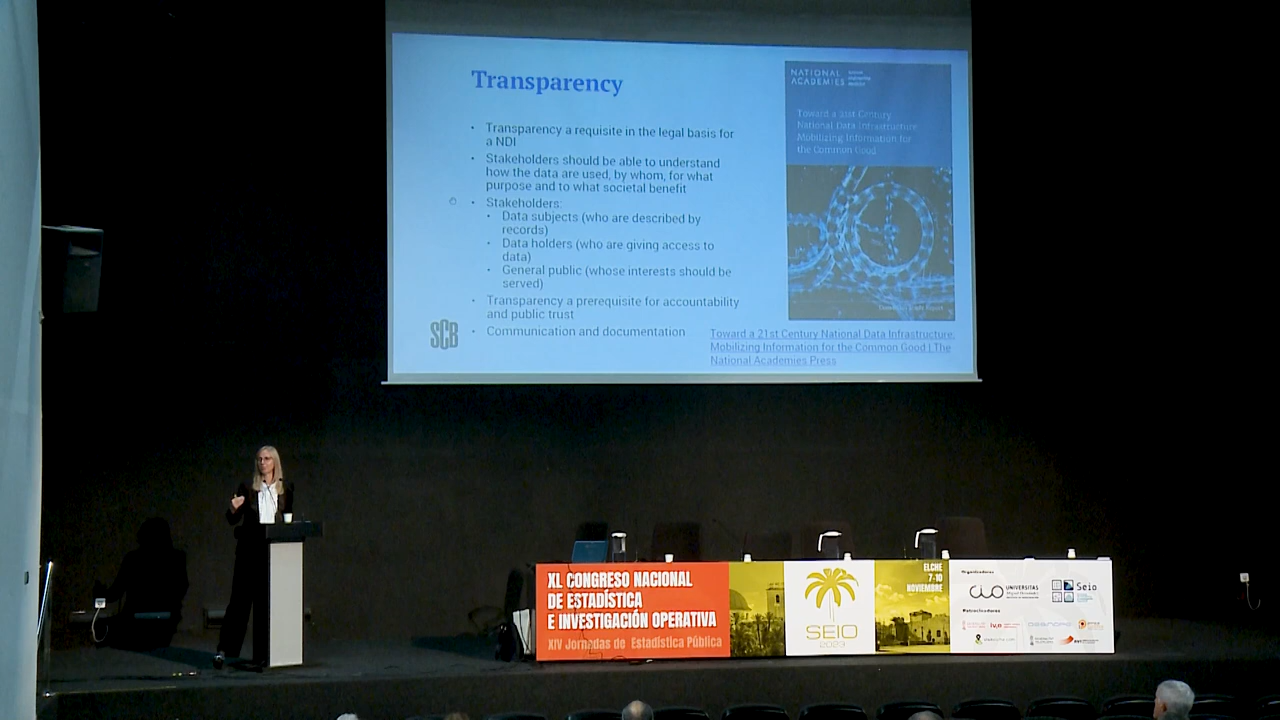 Transparency
• Transparency a requisite in the legal basis for
a NDI
• Stakeholders should be able to understand
how the data are used, by whom, for what
purpose and to what societal benefit
• Stakeholders:
• Data subjects (who are described by
records)
• Data holders (who are giving access to
data)
• General public (whose interests should be
served)
• Transparency a prerequisite for accountability
and public trust
• Communication and documentation
SCB
NATIONAL
ACADEMIES
Toward a 21st Century
National Data Infrastructure
Mobilizing Information for
the Common Good
Toward a 21st Century National Data Infrastructure:
Mobilizing Information for the Common Good | The
National Academies Press
XL CONGRESO NACIONAL
DE ESTADÍSTICA
E INVESTIGACIÓN OPERATIVA
XIV Jornadas de Estadística Pública
SEIO
2023
ELCHE
7-10
NOVIEMBRE
Organizadores
CIO
UNIVERSITAS
Miguel Hernández
Seio
Patrocinadores